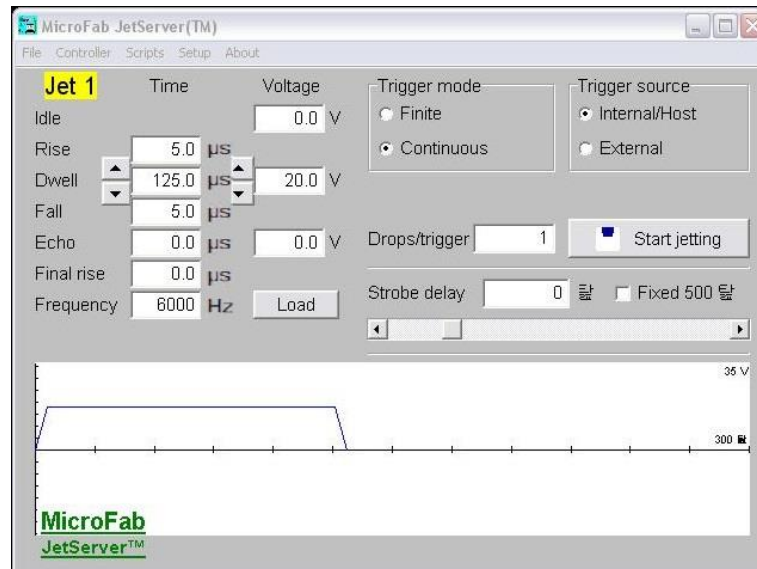 MicroFab JetServer(TM)
File Controller Scripts Setup About
Jet 1 Time Voltage Trigger mode Trigger source
Idle 0.0 V Finite Internal/Host
Rise 5.0 µs Continuous External
Dwell 125.0 µs 20.0 V
Fall 5.0 µs
Echo 0.0 µs 0.0 V Drops/trigger 1 Start jetting
Final rise 0.0 µs
Frequency 6000 Hz Load Strobe delay 0 탎 Fixed 500 탎
35 V
300
MicroFab
JetServer™